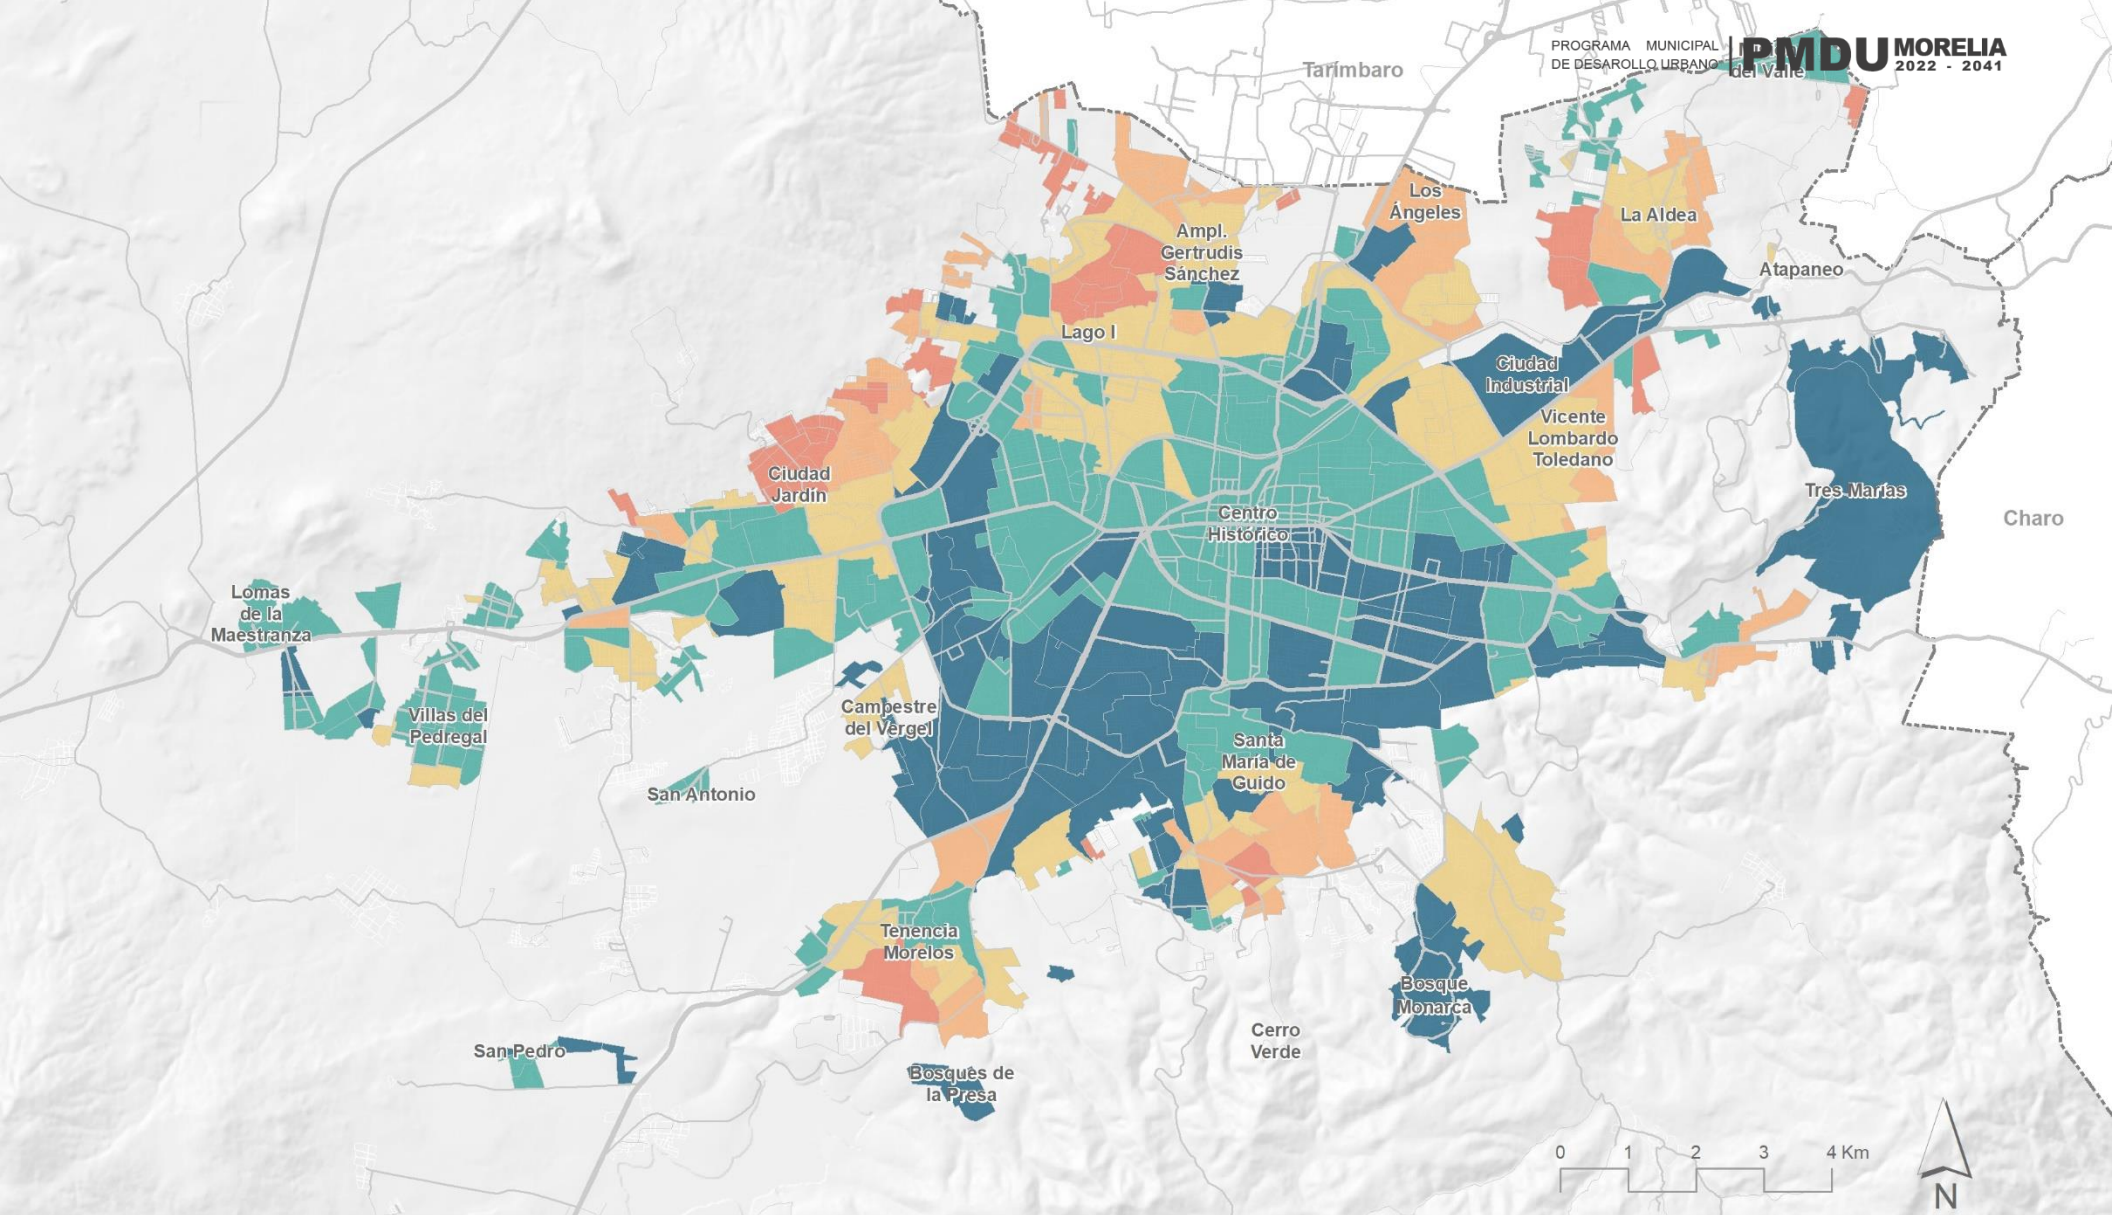 PROGRAMA MUNICIPAL
DE DESAROLLO URBANO
PMDU MORELIA
2022 - 2041
del Valle
Tarímbaro
Los
Ángeles
La Aldea
Ampl.
Gertrudis
Sánchez
Atapaneo
Lago I
Ciudad
Industrial
Vicente
Lombardo
Toledano
Ciudad
Jardín
Tres Marías
Centro
Histórico
Charo
Lomas
de la
Maestranza
Villas del
Pedregal
Campestre
del Vergel
Santa
María de
Guido
San Antonio
Tenencia
Morelos
Bosque
Monarca
San Pedro
Cerro
Verde
Bosques de
la Presa
0 1 2 3 4 Km
N